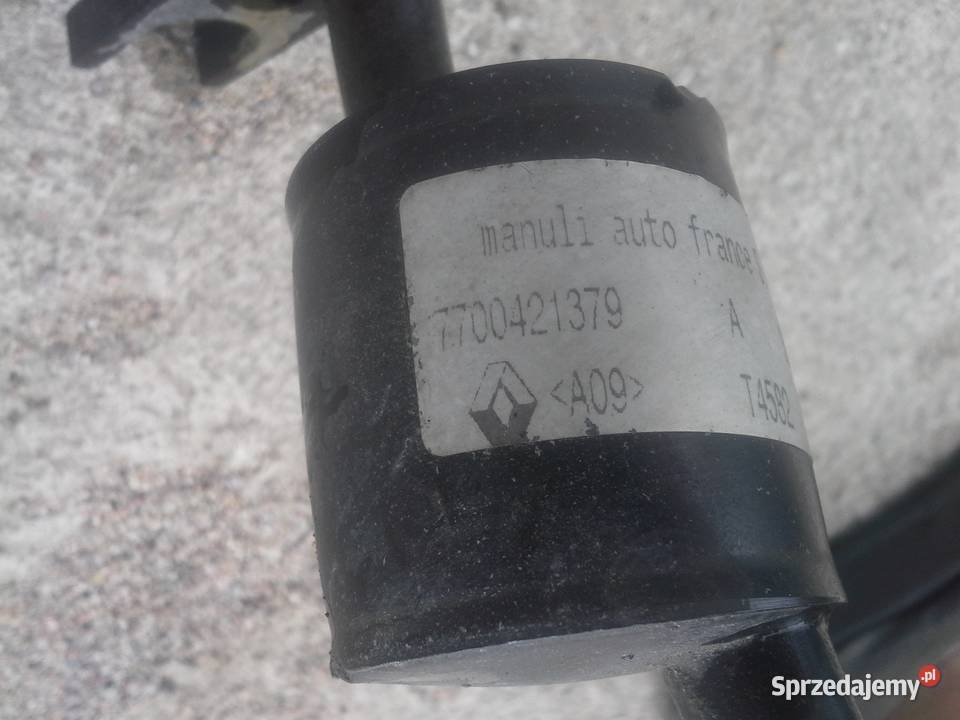 manuli auto france
7700421379 A
<A09> T4582
Sprzedajemy.pl